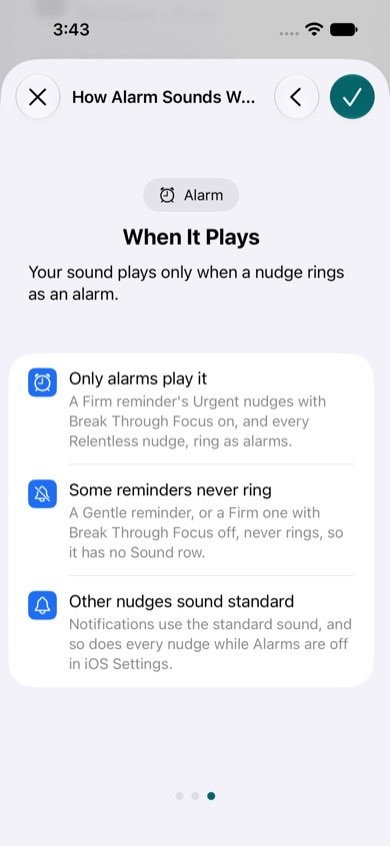 3:43
How Alarm Sounds W...
Alarm
When It Plays
Your sound plays only when a nudge rings
as an alarm.
Only alarms play it
A Firm reminder's Urgent nudges with
Break Through Focus on, and every
Relentless nudge, ring as alarms.
Some reminders never ring
A Gentle reminder, or a Firm one with
Break Through Focus off, never rings, so
it has no Sound row.
Other nudges sound standard
Notifications use the standard sound, and
so does every nudge while Alarms are off
in iOS Settings.